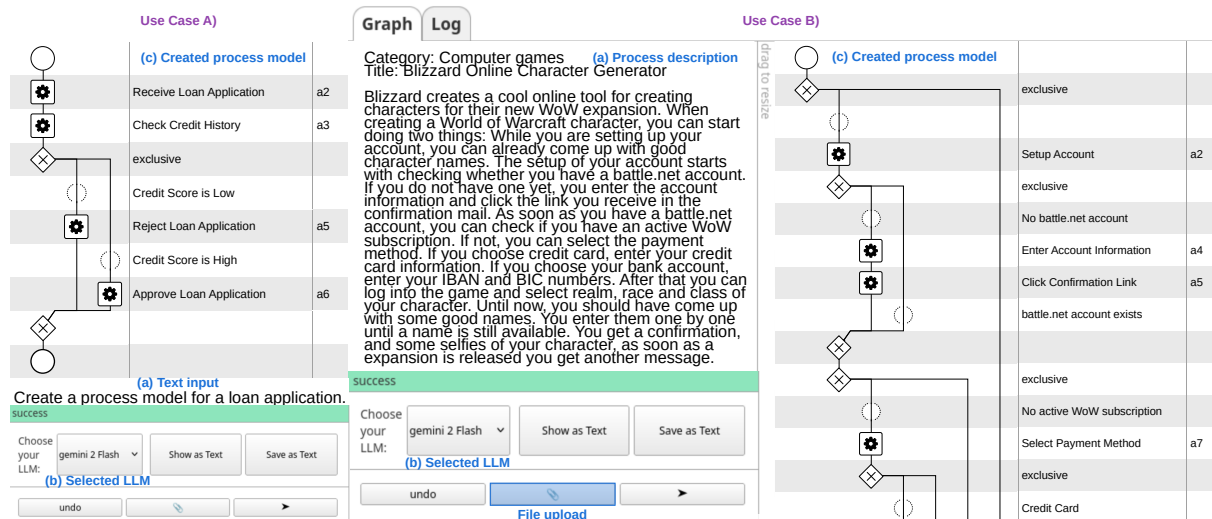 Use Case A)
(c) Created process model
Receive Loan Application a2
Check Credit History a3
exclusive
Credit Score is Low
Reject Loan Application a5
Credit Score is High
Approve Loan Application a6
(a) Text input
Create a process model for a loan application.
success
Choose
your
LLM:
gemini 2 Flash
Show as Text
Save as Text
(b) Selected LLM
undo
Graph
Log
Category: Computer games
(a) Process description
Title: Blizzard Online Character Generator
Blizzard creates a cool online tool for creating
characters for their new WoW expansion. When
creating a World of Warcraft character, you can start
doing two things: While you are setting up your
account, you can already come up with good
character names. The setup of your account starts
with checking whether you have a battle.net account.
If you do not have one yet, you enter the account
information and click the link you receive in the
confirmation mail. As soon as you have a battle.net
account, you can check if you have an active WoW
subscription. If not, you can select the payment
method. If you choose credit card, enter your credit
card information. If you choose your bank account,
enter your IBAN and BIC numbers. After that you can
log into the game and select realm, race and class of
your character. Until now, you should have come up
with some good names. You enter them one by one
until a name is still available. You get a confirmation,
and some selfies of your character, as soon as a
expansion is released you get another message.
success
Choose
your
LLM:
gemini 2 Flash
Show as Text
Save as Text
(b) Selected LLM
undo
File upload
drag to resize
Use Case B)
(c) Created process model
exclusive
Setup Account a2
exclusive
No battle.net account
Enter Account Information a4
Click Confirmation Link a5
battle.net account exists
exclusive
No active WoW subscription
Select Payment Method a7
exclusive
Credit Card